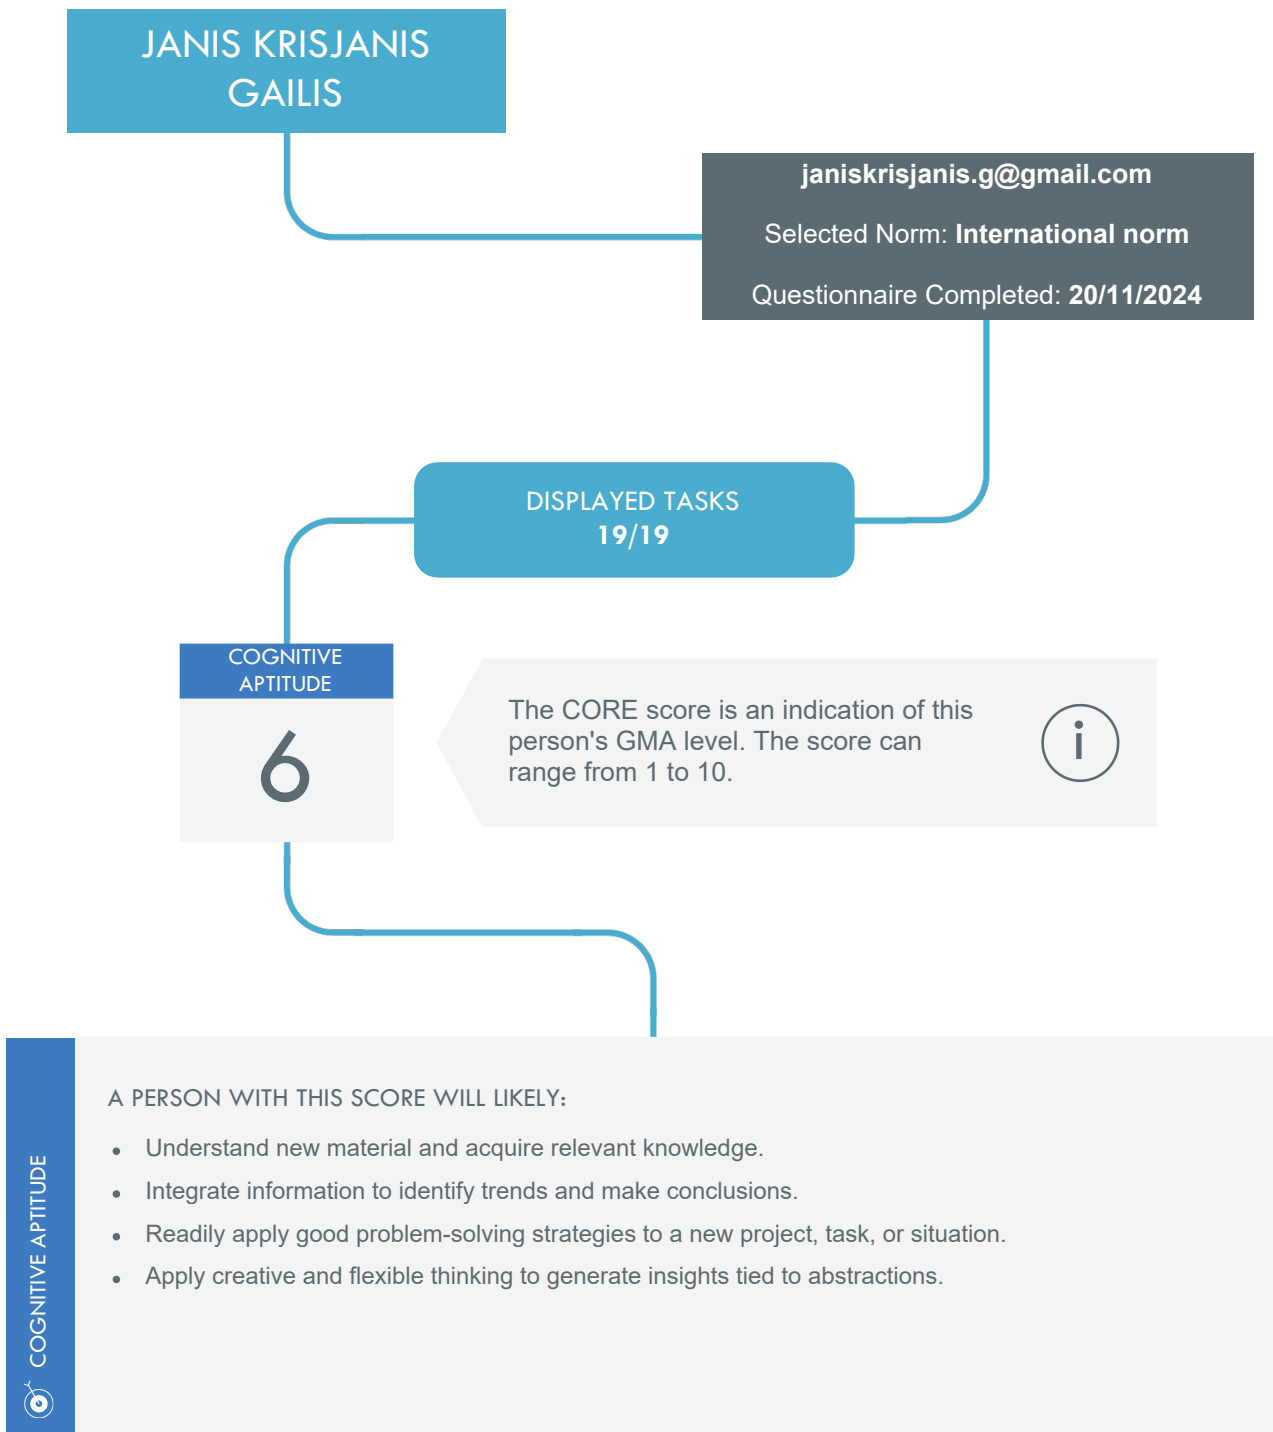 JANIS KRISJANIS
GAILIS
janiskrisjanis.g@gmail.com
Selected Norm: International norm
Questionnaire Completed: 20/11/2024
DISPLAYED TASKS
19/19
COGNITIVE
APTITUDE
6
The CORE score is an indication of this
person's GMA level. The score can
range from 1 to 10.
i
COGNITIVE APTITUDE
A PERSON WITH THIS SCORE WILL LIKELY:
• Understand new material and acquire relevant knowledge.
• Integrate information to identify trends and make conclusions.
• Readily apply good problem-solving strategies to a new project, task, or situation.
• Apply creative and flexible thinking to generate insights tied to abstractions.